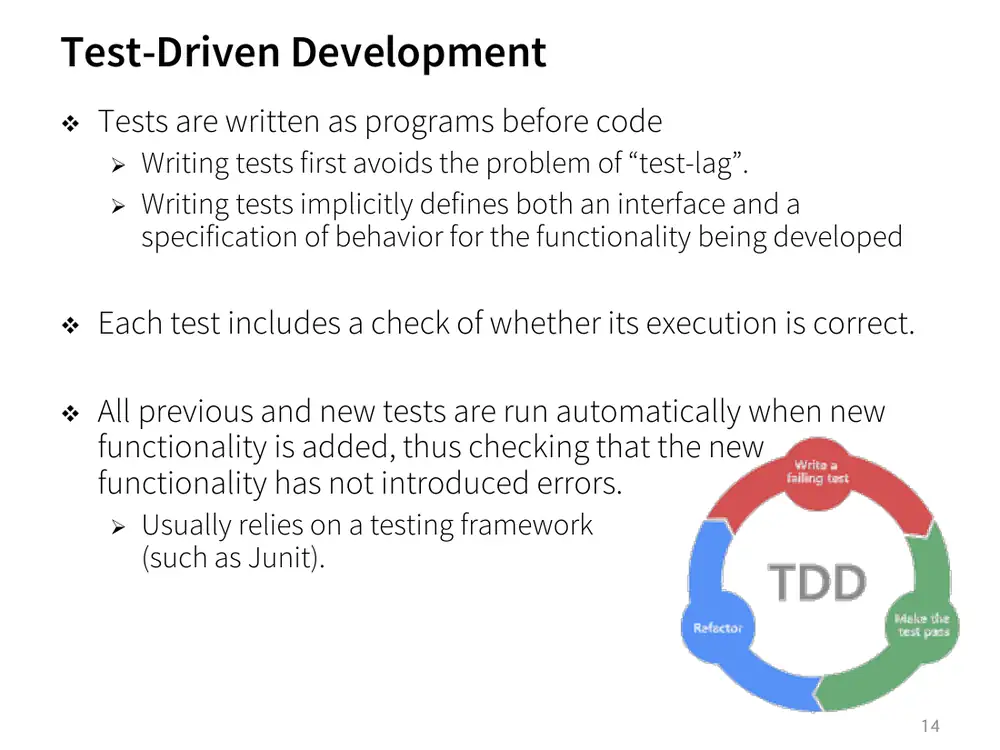 Test-Driven Development
❖ Tests are written as programs before code
➢ Writing tests first avoids the problem of “test-lag”.
➢ Writing tests implicitly defines both an interface and a
specification of behavior for the functionality being developed
❖ Each test includes a check of whether its execution is correct.
❖ All previous and new tests are run automatically when new
functionality is added, thus checking that the new
functionality has not introduced errors.
➢ Usually relies on a testing framework
(such as Junit).
Write a
failing test
TDD
Refactor
Make the
test pass
14